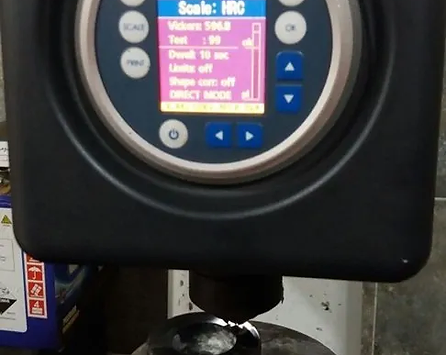 Scale: HRC
Vickers: 596.8
Test : 99 ok
Dwell: 10 sec
Limits: off
Shape corr: off
DIRECT MODE
SCALE
PRINT
OK